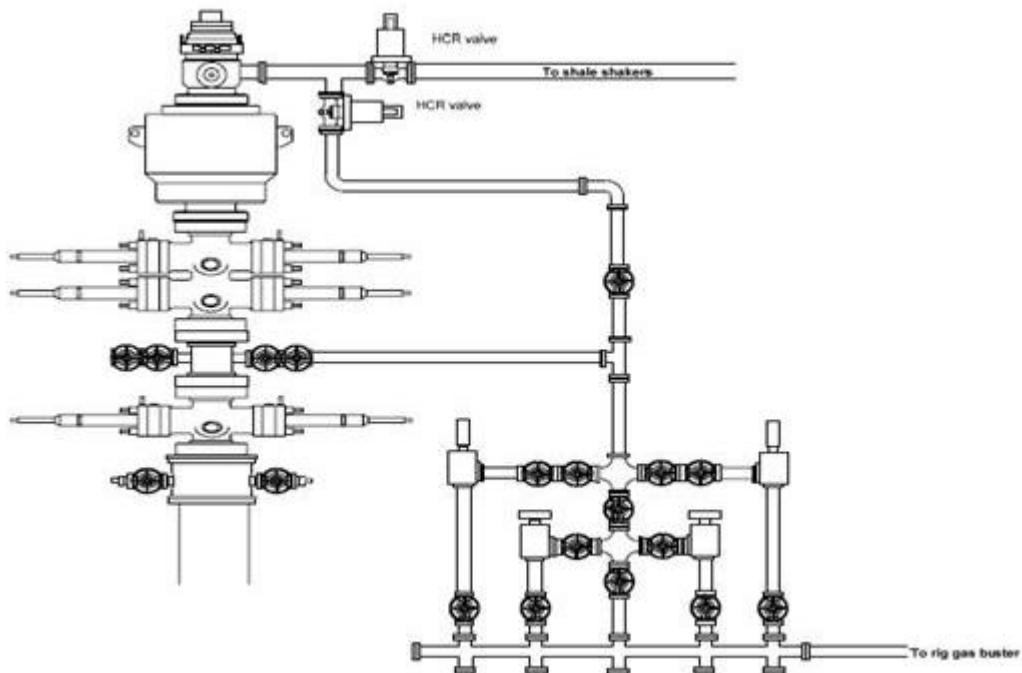 HCR valve
To shale shakers
HCR valve
To rig gas buster